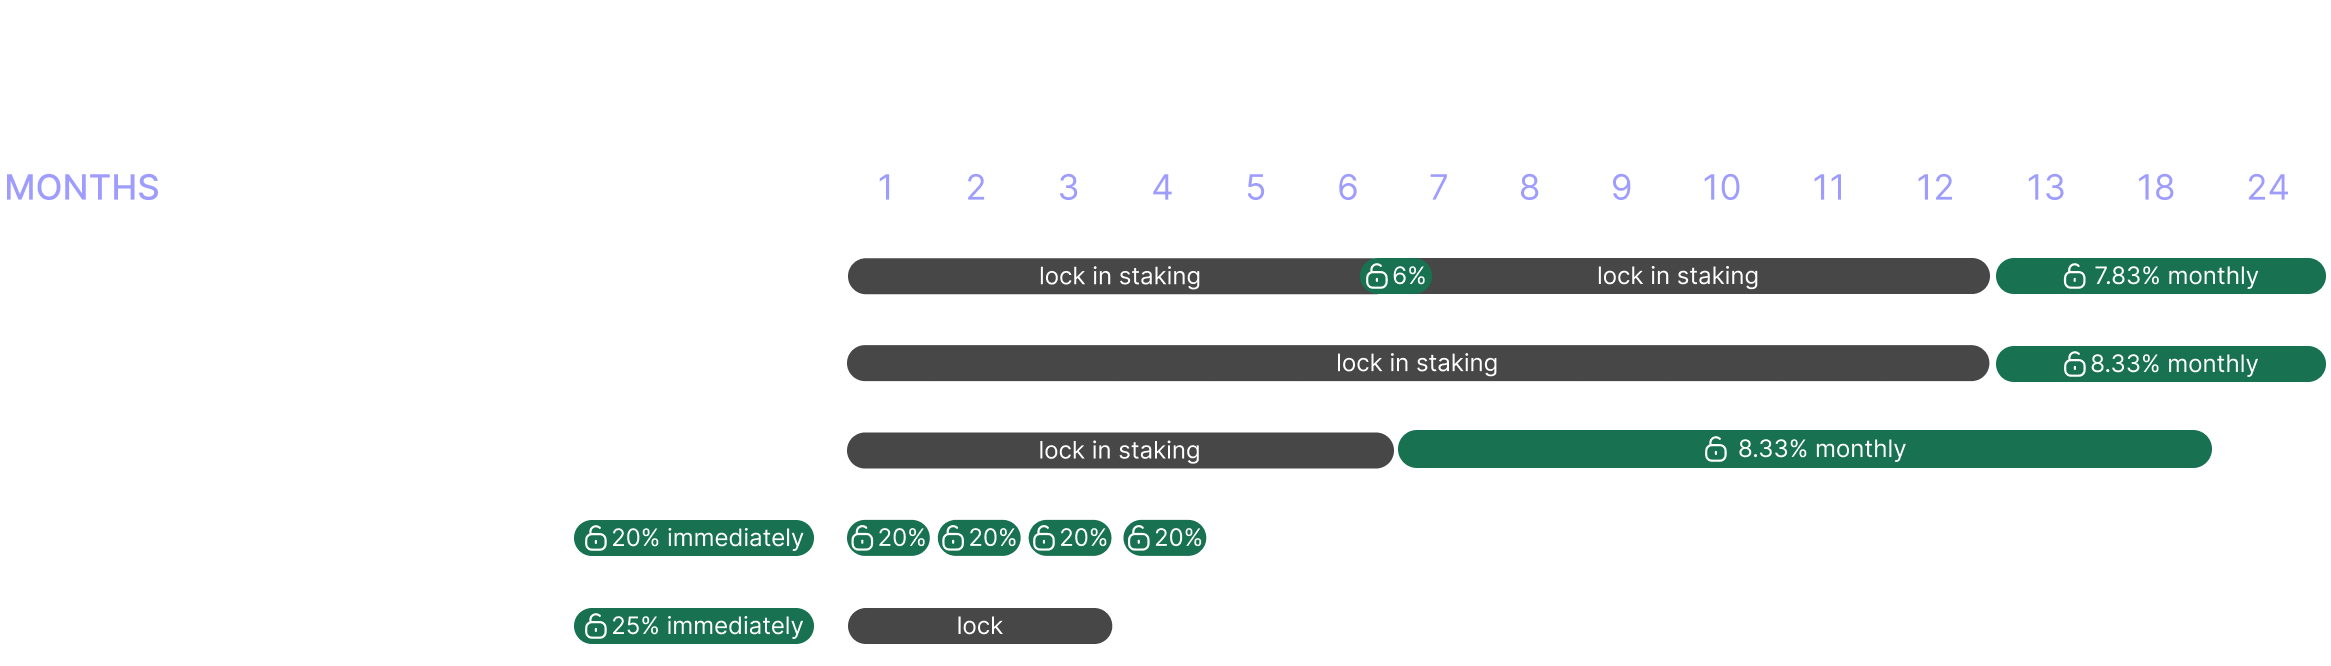 MONTHS 1 2 3 4 5 6 7 8 9 10 11 12 13 18 24
lock in staking 6% lock in staking 7.83% monthly
lock in staking 8.33% monthly
lock in staking 8.33% monthly
20% immediately 20% 20% 20% 20%
25% immediately lock